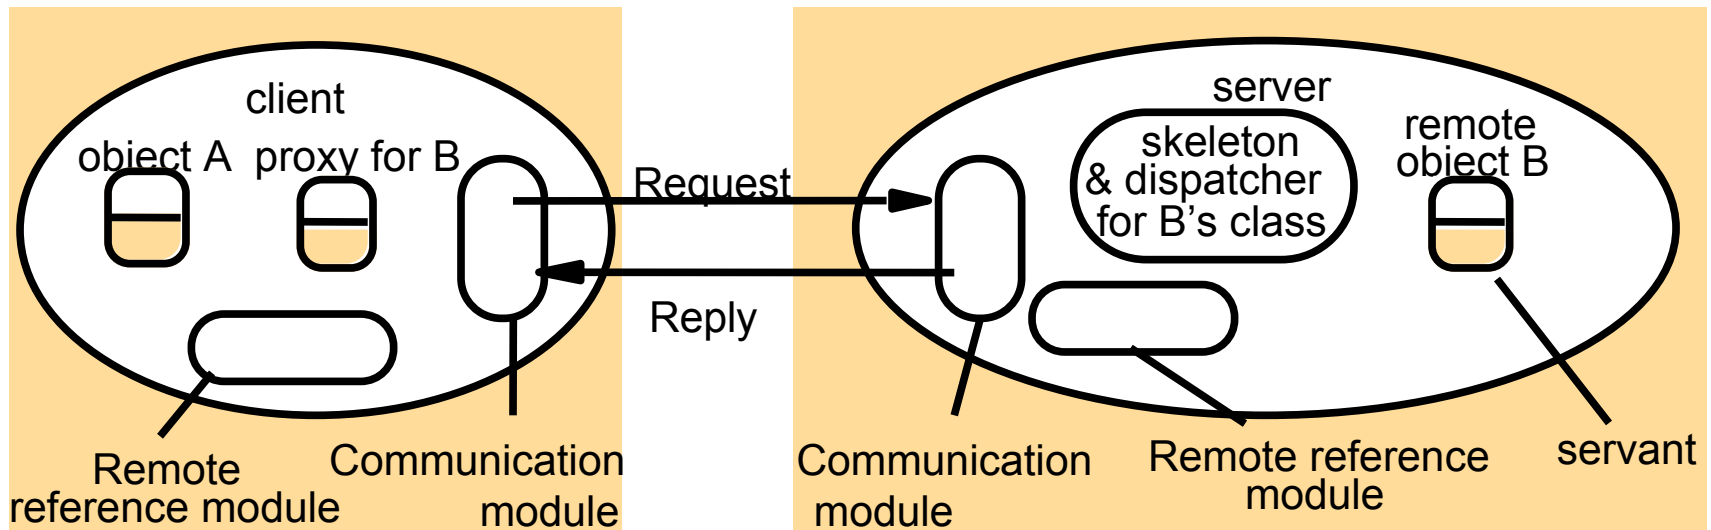 client
object A
proxy for B
Remote
reference module
Communication
module
Request
Reply
server
skeleton
& dispatcher
for B’s class
remote
object B
Communication
module
Remote reference
module
servant